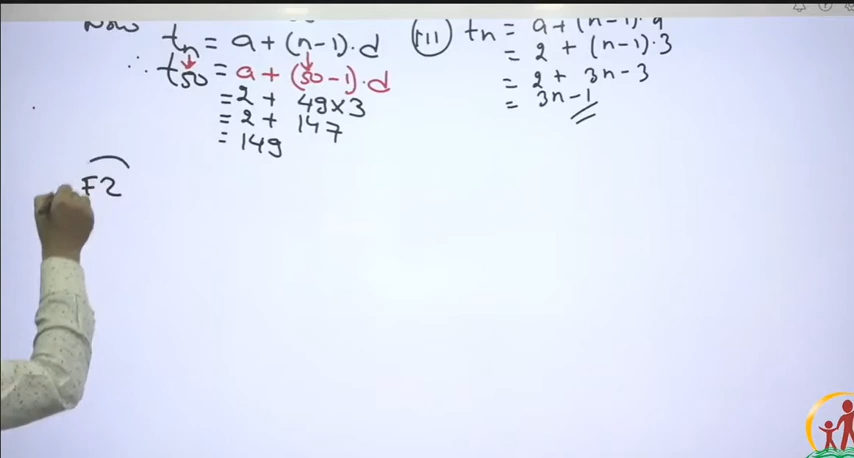 Now tn = a + (n-1).d
∴ t50 = a + (50-1).d
= 2 + 49×3
= 2 + 147
= 149
F2
(iii) tn = a + (n-1).d
= 2 + (n-1).3
= 2 + 3n-3
= 3n-1